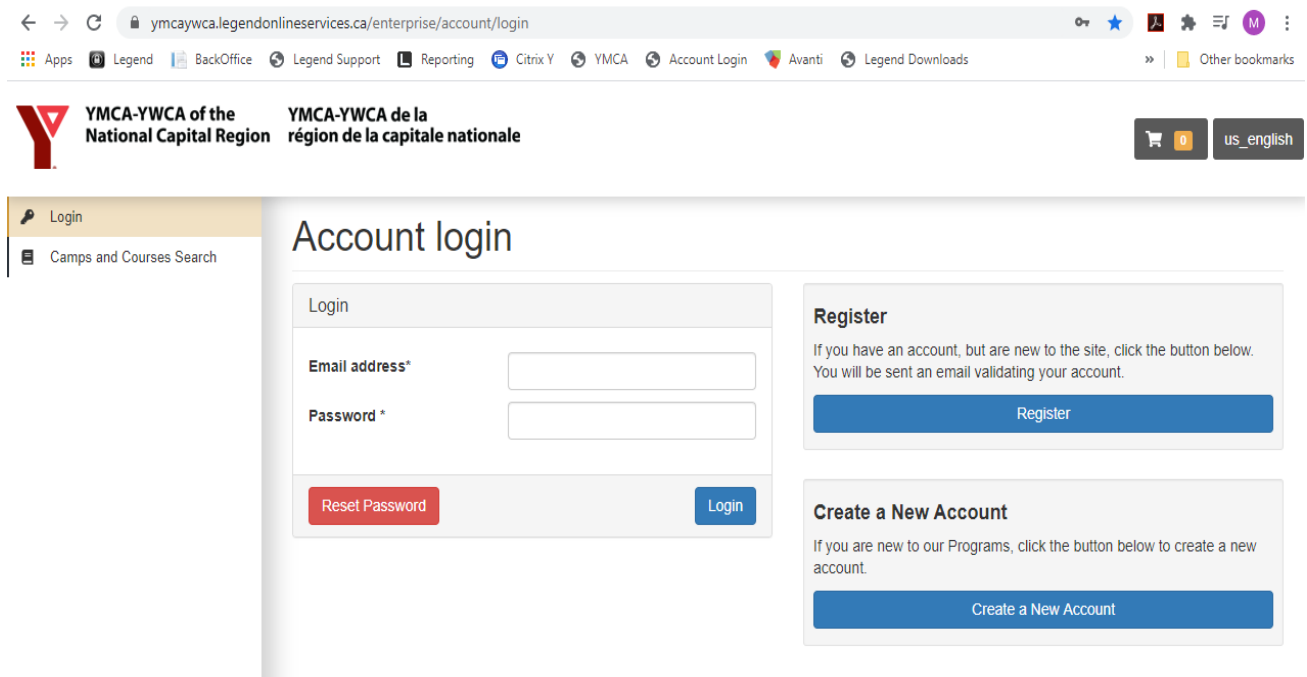 ymcaywca.legendonlineservices.ca/enterprise/account/login
M
Apps Legend BackOffice Legend Support Reporting Citrix Y YMCA Account Login Avanti Legend Downloads » Other bookmarks
YMCA-YWCA of the
National Capital Region
YMCA-YWCA de la
région de la capitale nationale
0
us_english
Login
Camps and Courses Search
Account login
Login
Email address*
Password *
Reset Password
Login
Register
If you have an account, but are new to the site, click the button below.
You will be sent an email validating your account.
Register
Create a New Account
If you are new to our Programs, click the button below to create a new
account.
Create a New Account